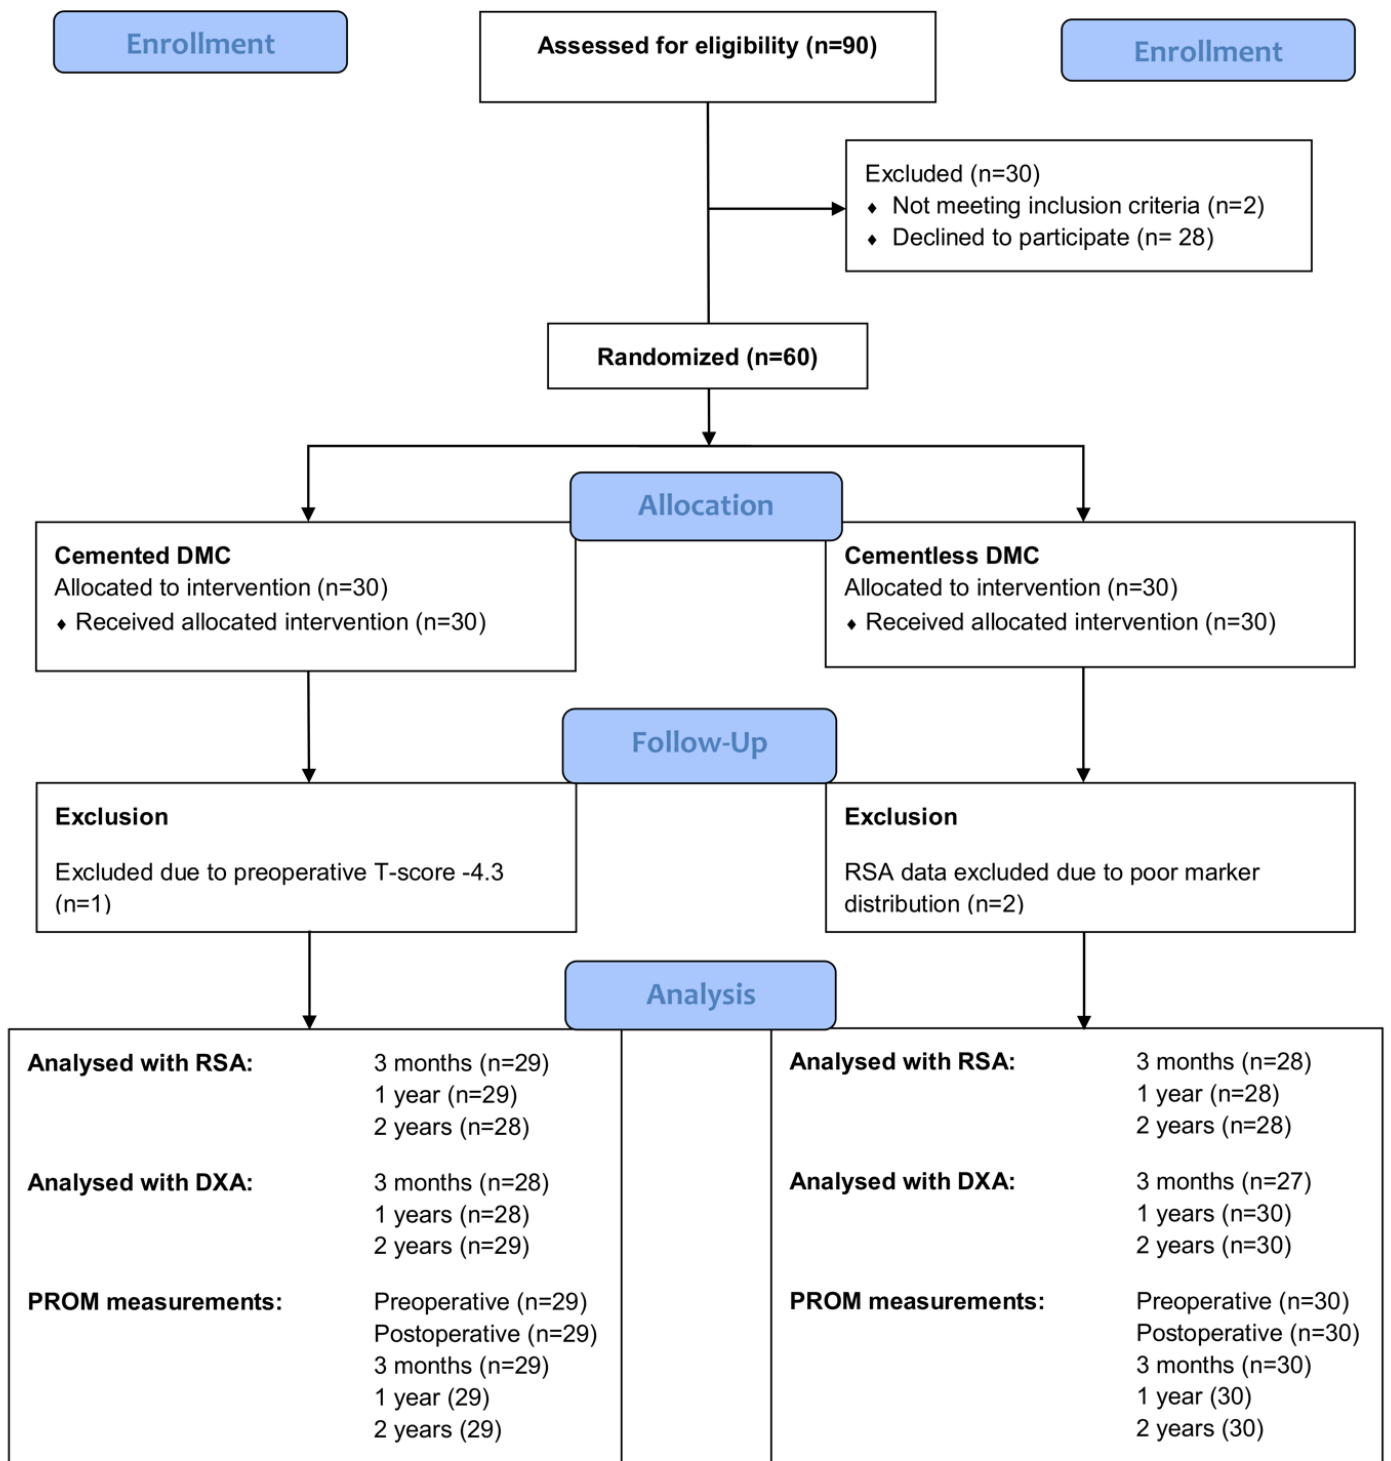 Enrollment
Assessed for eligibility (n=90)
Enrollment
Excluded (n=30)
♦ Not meeting inclusion criteria (n=2)
♦ Declined to participate (n= 28)
Randomized (n=60)
Allocation
Cemented DMC
Allocated to intervention (n=30)
♦ Received allocated intervention (n=30)
Cementless DMC
Allocated to intervention (n=30)
♦ Received allocated intervention (n=30)
Follow-Up
Exclusion
Excluded due to preoperative T-score -4.3
(n=1)
Exclusion
RSA data excluded due to poor marker
distribution (n=2)
Analysis
Analysed with RSA: 3 months (n=29)
1 year (n=29)
2 years (n=28)
Analysed with DXA: 3 months (n=28)
1 years (n=28)
2 years (n=29)
PROM measurements: Preoperative (n=29)
Postoperative (n=29)
3 months (n=29)
1 year (29)
2 years (29)
Analysed with RSA: 3 months (n=28)
1 year (n=28)
2 years (n=28)
Analysed with DXA: 3 months (n=27)
1 years (n=30)
2 years (n=30)
PROM measurements: Preoperative (n=30)
Postoperative (n=30)
3 months (n=30)
1 year (30)
2 years (30)